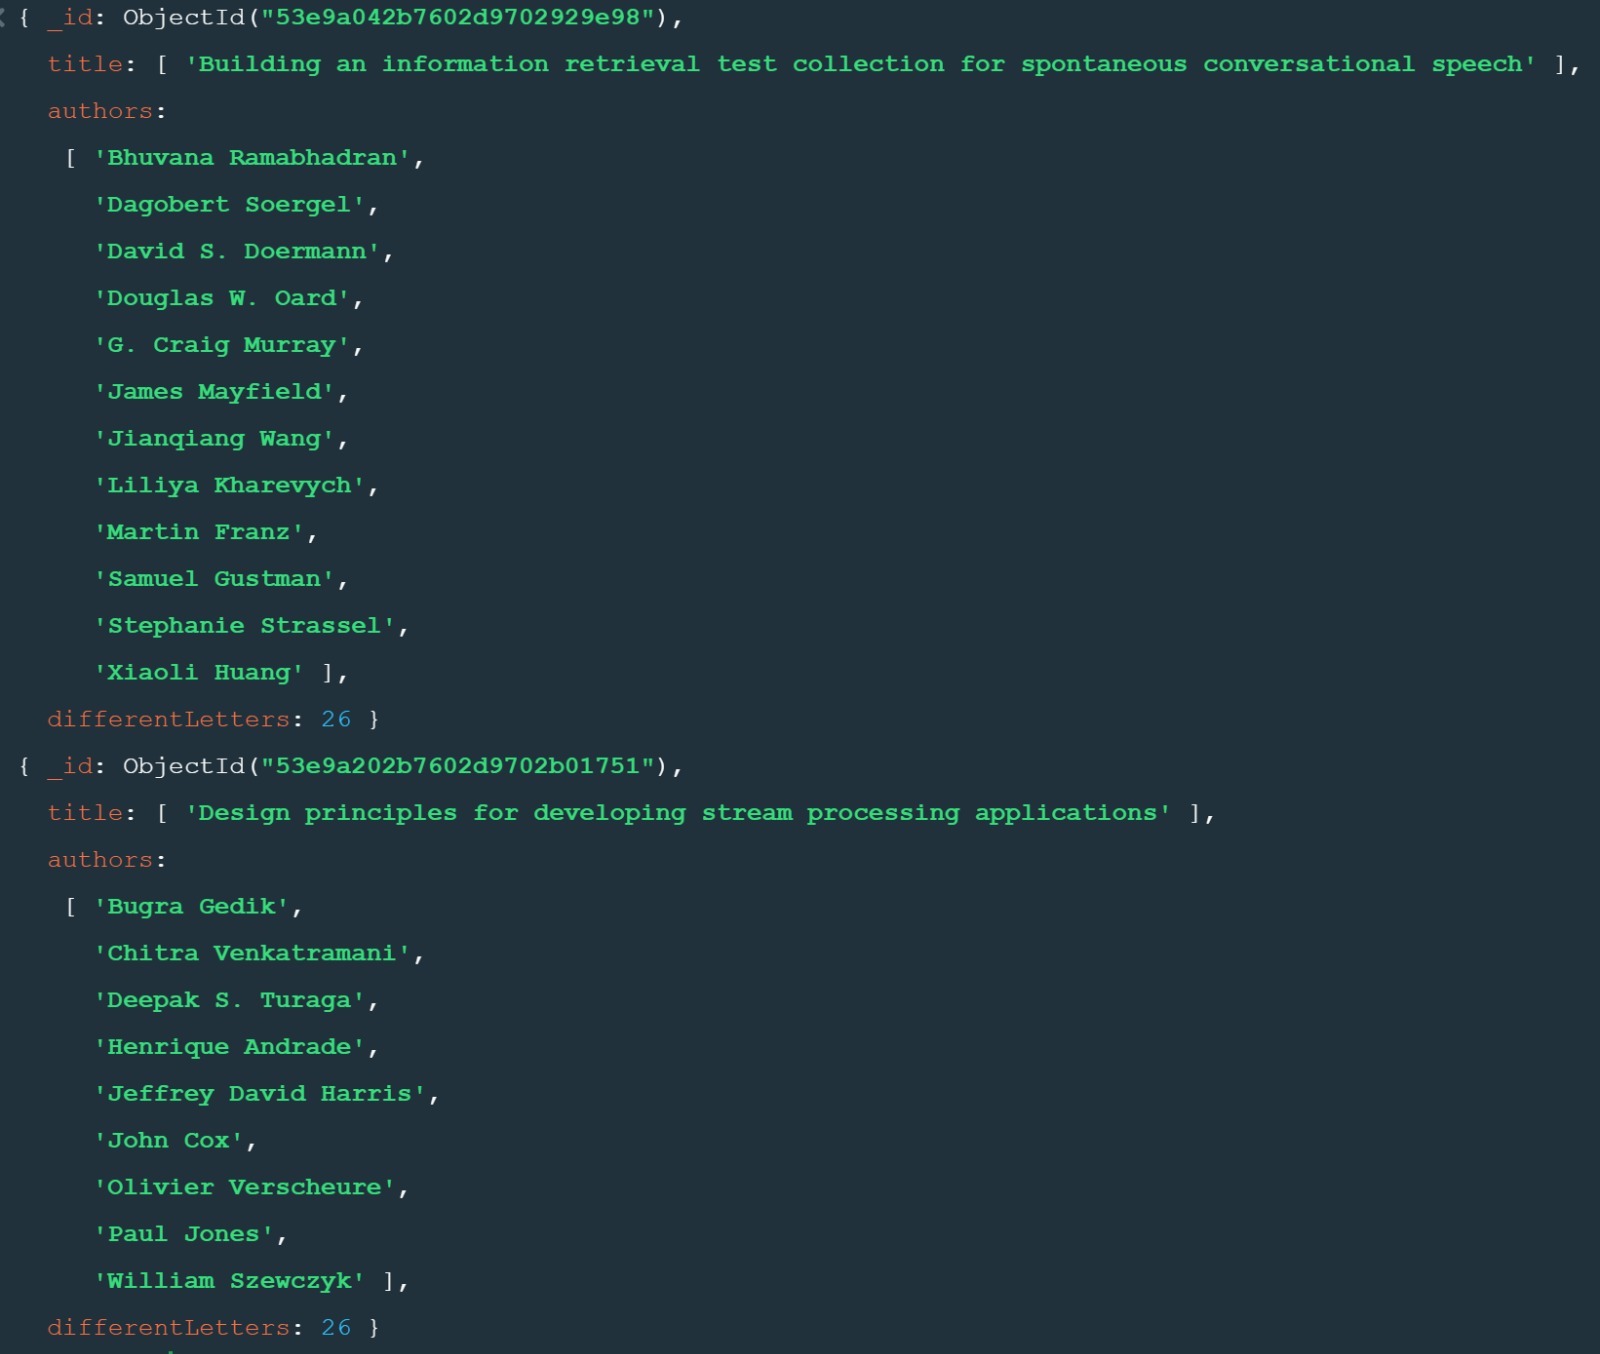 { _id: ObjectId("53e9a042b7602d9702929e98"),
title: [ 'Building an information retrieval test collection for spontaneous conversational speech' ],
authors:
[ 'Bhuvana Ramabhadran',
'Dagobert Soergel',
'David S. Doermann',
'Douglas W. Oard',
'G. Craig Murray',
'James Mayfield',
'Jianqiang Wang',
'Liliya Kharevych',
'Martin Franz',
'Samuel Gustman',
'Stephanie Strassel',
'Xiaoli Huang' ],
differentLetters: 26 }
{ _id: ObjectId("53e9a202b7602d9702b01751"),
title: [ 'Design principles for developing stream processing applications' ],
authors:
[ 'Bugra Gedik',
'Chitra Venkatramani',
'Deepak S. Turaga',
'Henrique Andrade',
'Jeffrey David Harris',
'John Cox',
'Olivier Verscheure',
'Paul Jones',
'William Szewczyk' ],
differentLetters: 26 }